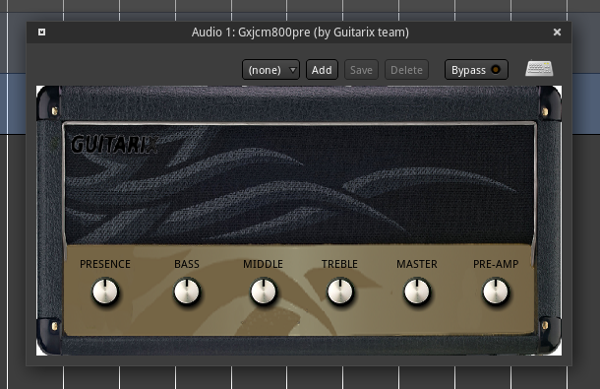 Audio 1: Gxjcm800pre (by Guitarix team)
(none) Add Save Delete Bypass
GUITARIX
PRESENCE BASS MIDDLE TREBLE MASTER PRE-AMP